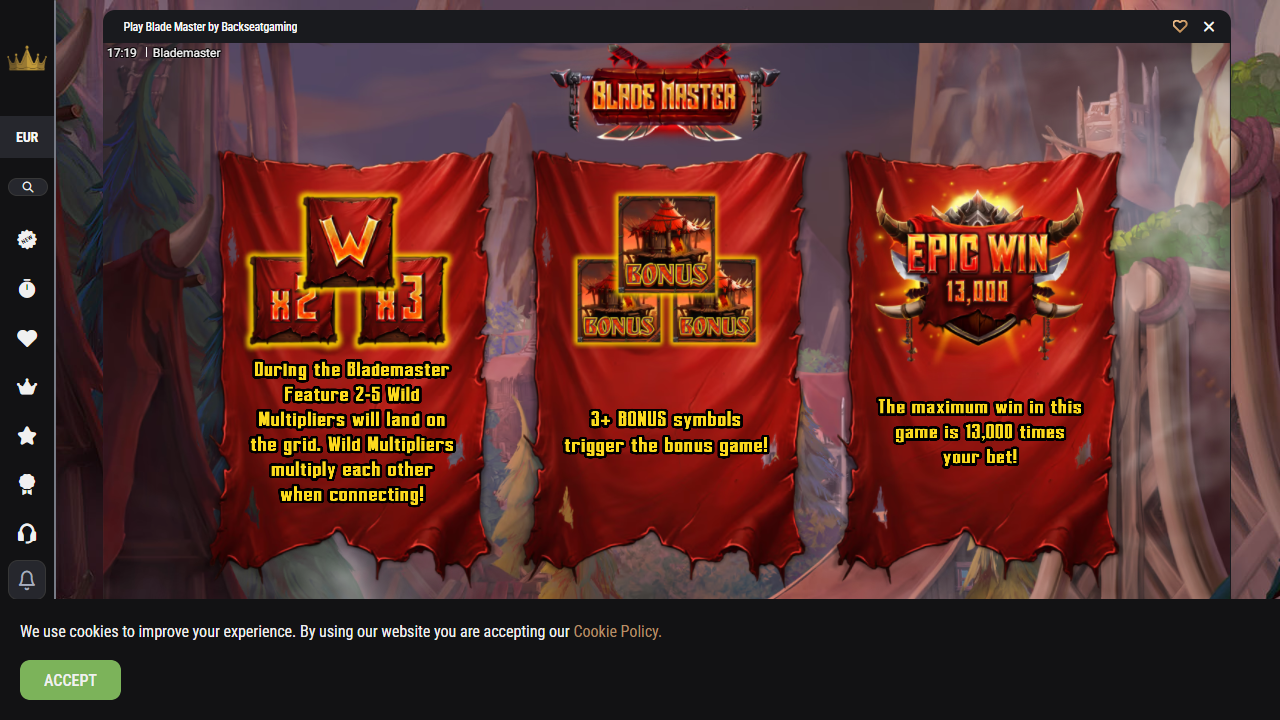 Play Blade Master by Backseatgaming
17:19 | Blademaster
BLADE MASTER
EUR
NEW
W
x2 x3
During the Blademaster
Feature 2-5 Wild
Multipliers will land on
the grid. Wild Multipliers
multiply each other
when connecting!
BONUS
BONUS BONUS
3+ BONUS symbols
trigger the bonus game!
EPIC WIN
13,000
The maximum win in this
game is 13,000 times
your bet!
We use cookies to improve your experience. By using our website you are accepting our Cookie Policy.
ACCEPT